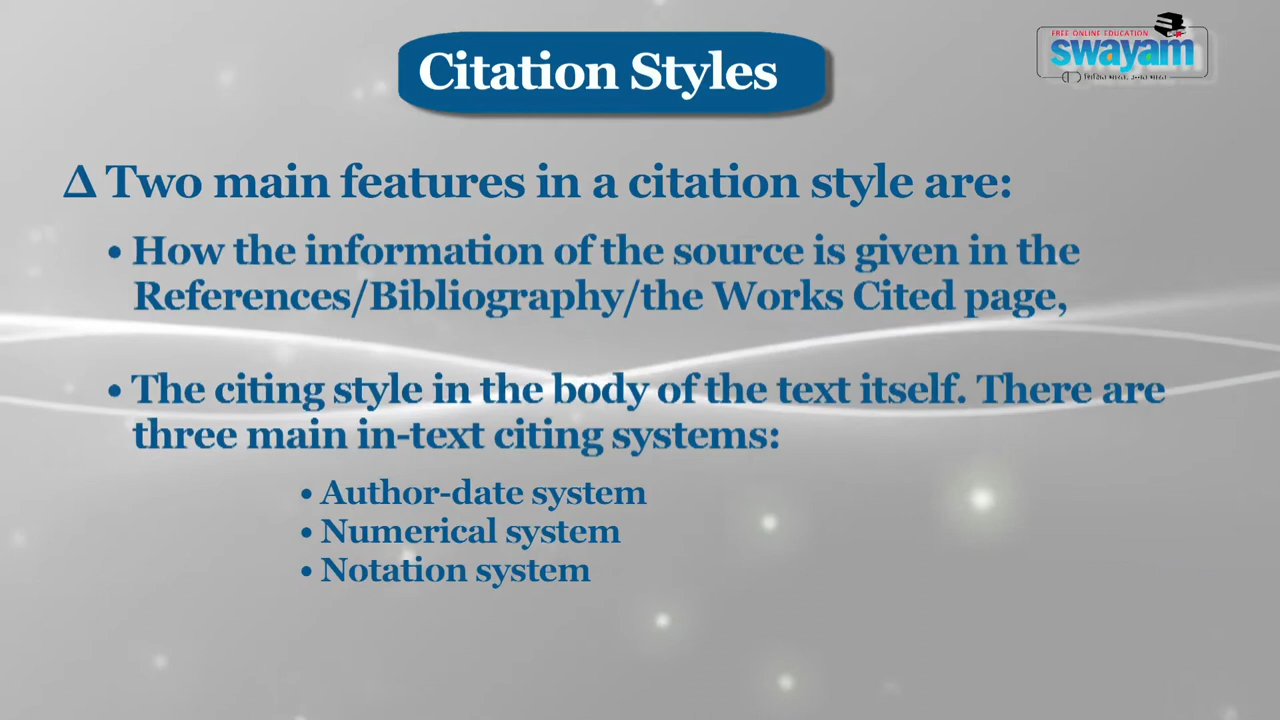 Citation Styles
FREE ONLINE EDUCATION
swayam
Δ Two main features in a citation style are:
• How the information of the source is given in the
References/Bibliography/the Works Cited page,
• The citing style in the body of the text itself. There are
three main in-text citing systems:
• Author-date system
• Numerical system
• Notation system